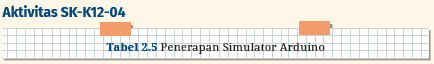 Aktivitas SK-K12-04
Tabel 2.5 Penerapan Simulator Arduino